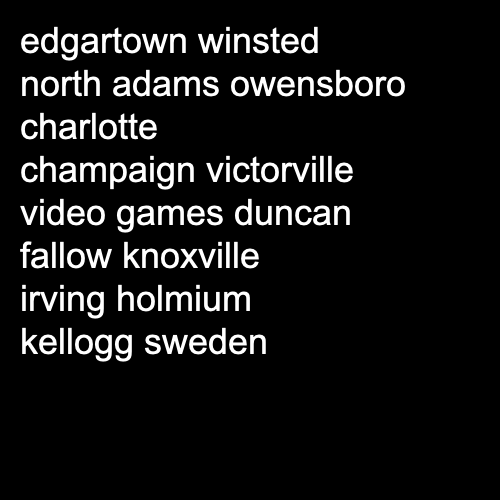 edgartown winsted
north adams owensboro
charlotte
champaign victorville
video games duncan
fallow knoxville
irving holmium
kellogg sweden